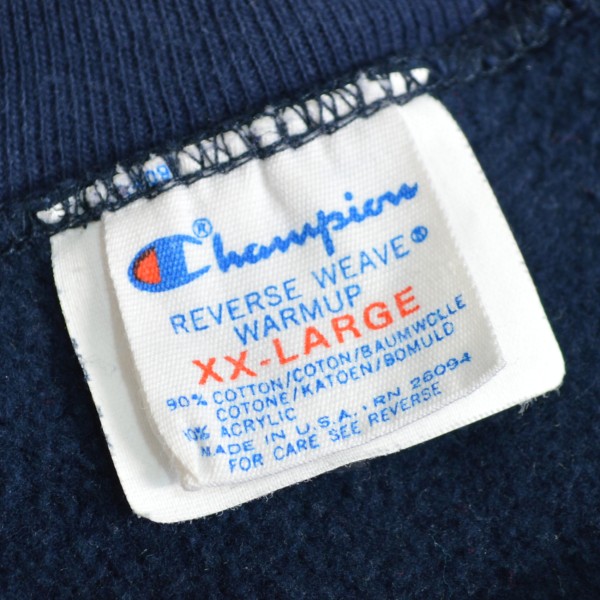 Champion®
REVERSE WEAVE®
WARMUP
XX-LARGE
90% COTTON/COTON/BAUMWOLLE
COTONE/KATOEN/BOMULD
10% ACRYLIC
MADE IN U.S.A., RN 26094
FOR CARE SEE REVERSE